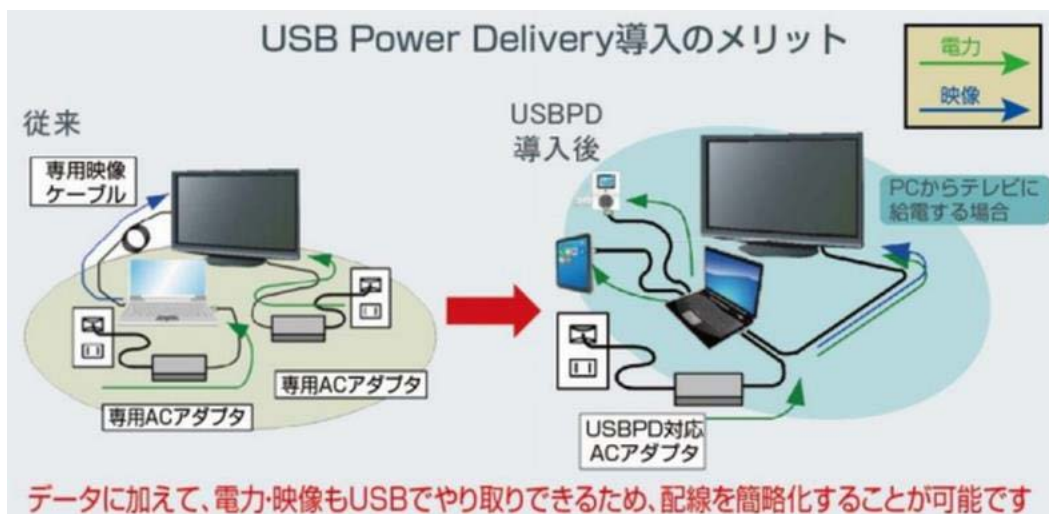 USB Power Delivery導入のメリット
電力
映像
従来
専用映像
ケーブル
専用ACアダプタ
専用ACアダプタ
USBPD
導入後
PCからテレビに
給電する場合
USBPD対応
ACアダプタ
データに加えて、電力・映像もUSBでやり取りできるため、配線を簡略化することが可能です